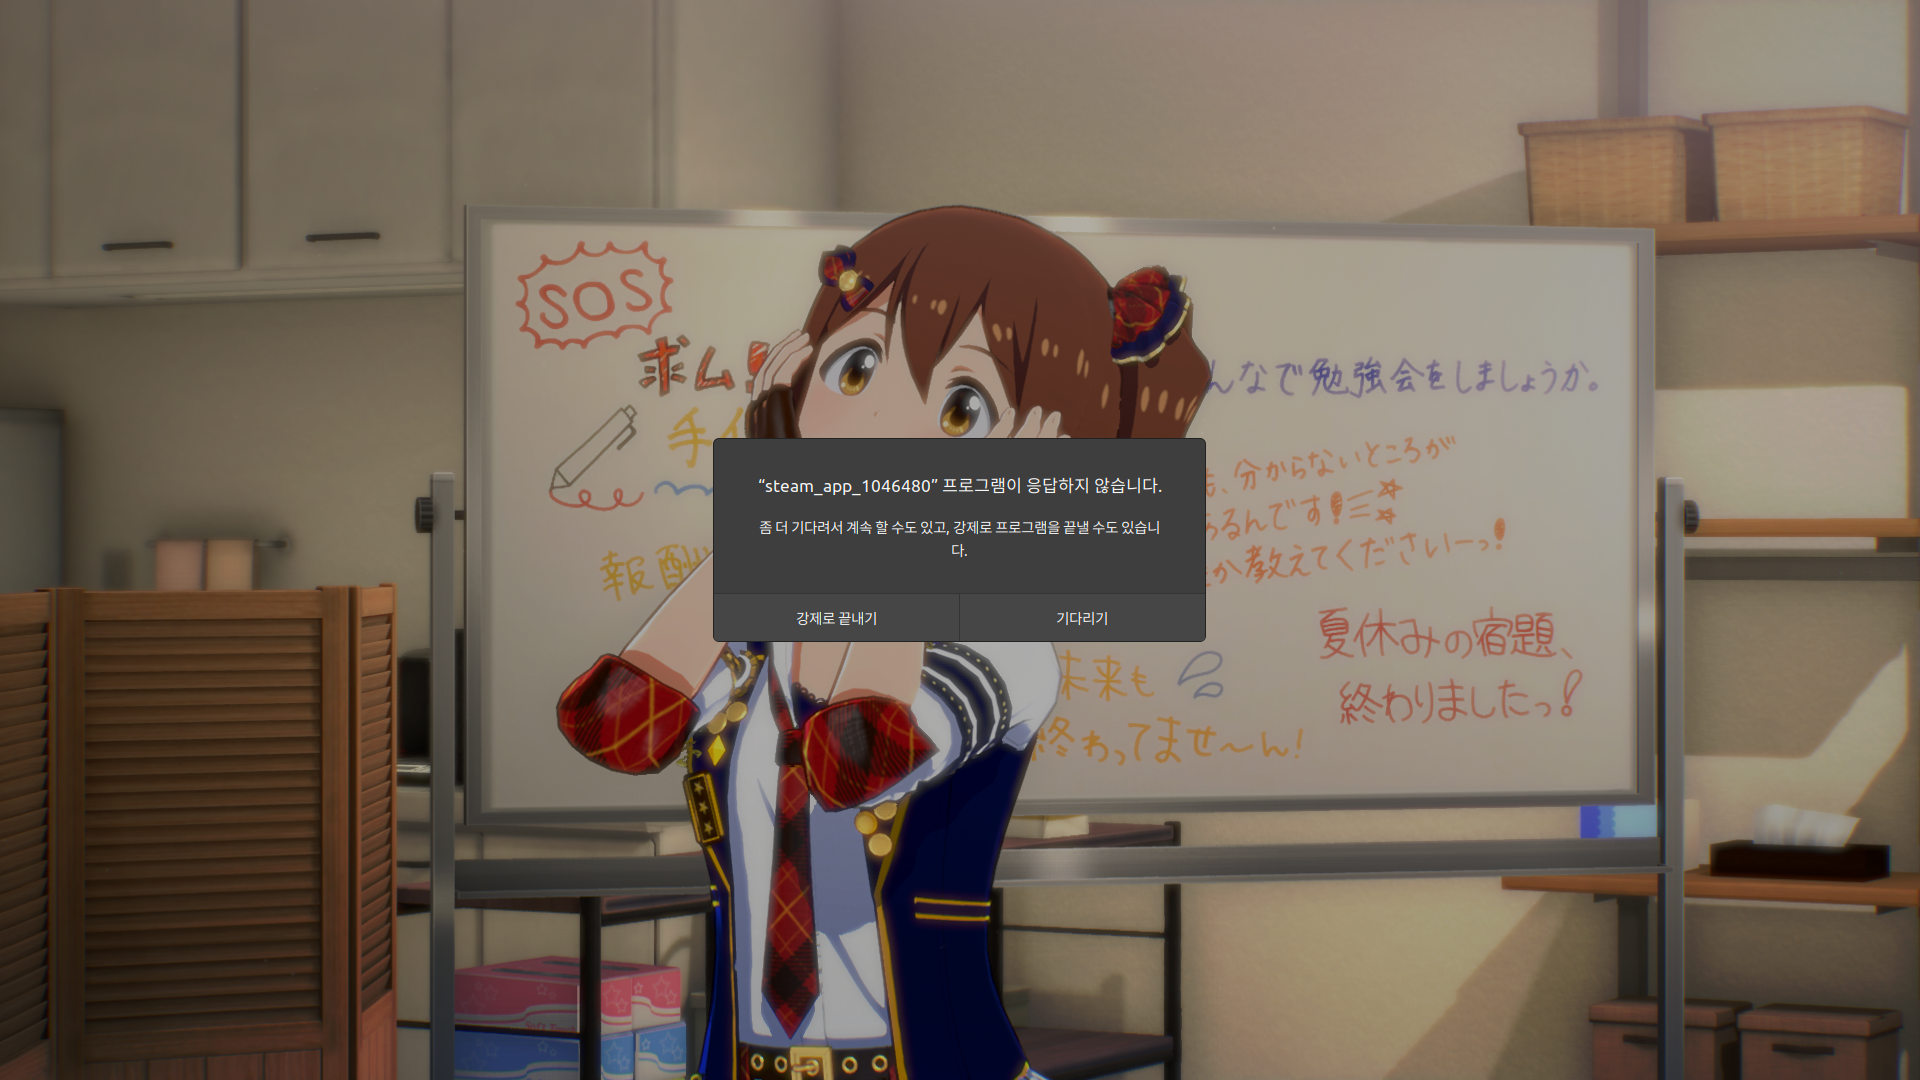 SOS
ボム!
んなで勉強会をしましょうか。
手
、分からないところが
るんです!
か教えてくださいーっ!
報酬
夏休みの宿題、
終わりましたっ!
未来も
終わってませ〜ん!
“steam_app_1046480” 프로그램이 응답하지 않습니다.
좀 더 기다려서 계속 할 수도 있고, 강제로 프로그램을 끝낼 수도 있습니
다.
강제로 끝내기 기다리기